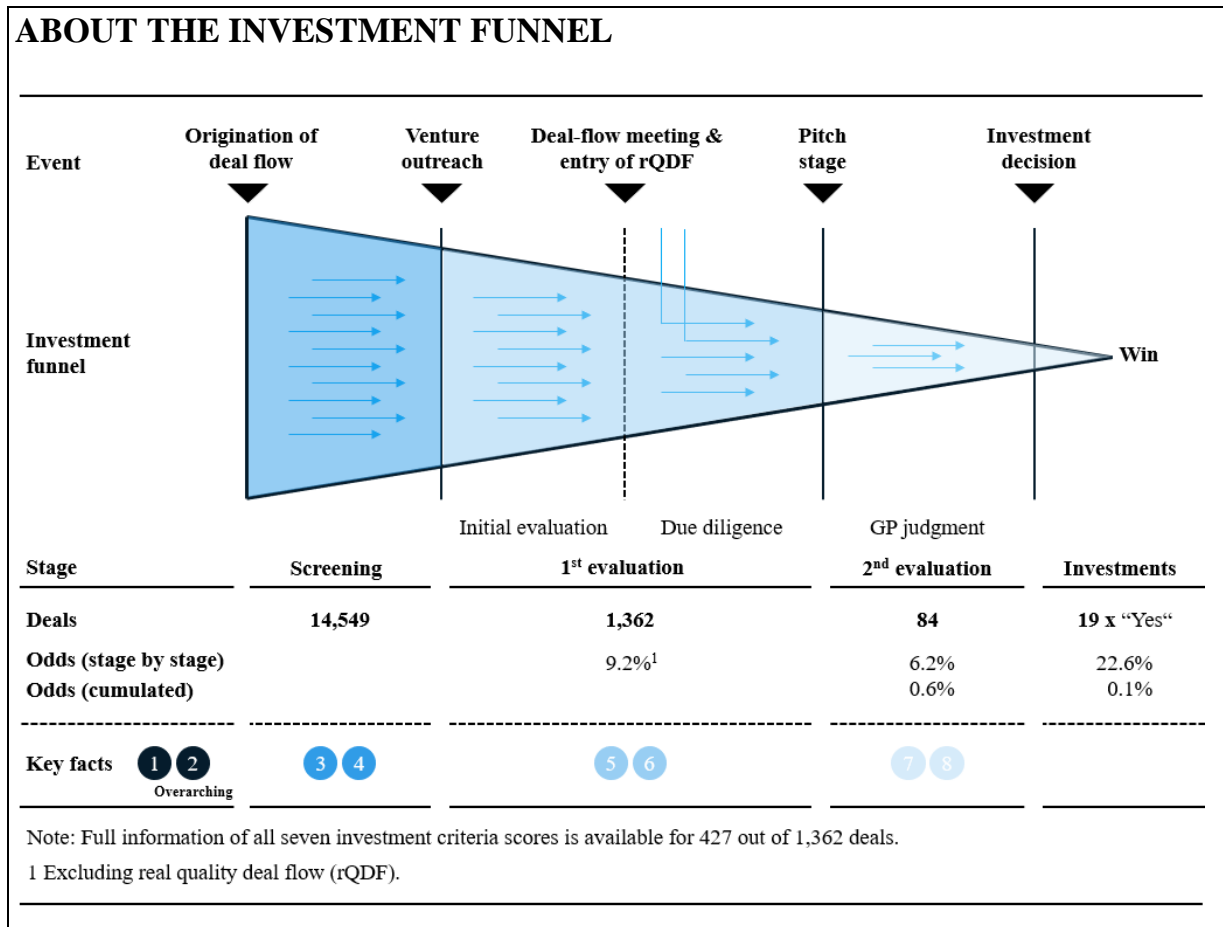 ABOUT THE INVESTMENT FUNNEL
Event
Origination of
deal flow
Venture
outreach
Deal-flow meeting &
entry of rQDF
Pitch
stage
Investment
decision
Investment
funnel
Win
Initial evaluation
Due diligence
GP judgment
Stage
Screening
1st evaluation
2nd evaluation
Investments
Deals
14,549
1,362
84
19 x “Yes“
Odds (stage by stage)
9.2%1
6.2%
22.6%
Odds (cumulated)
0.6%
0.1%
Key facts
1
2
Overarching
3
4
5
6
7
8
Note: Full information of all seven investment criteria scores is available for 427 out of 1,362 deals.
1 Excluding real quality deal flow (rQDF).